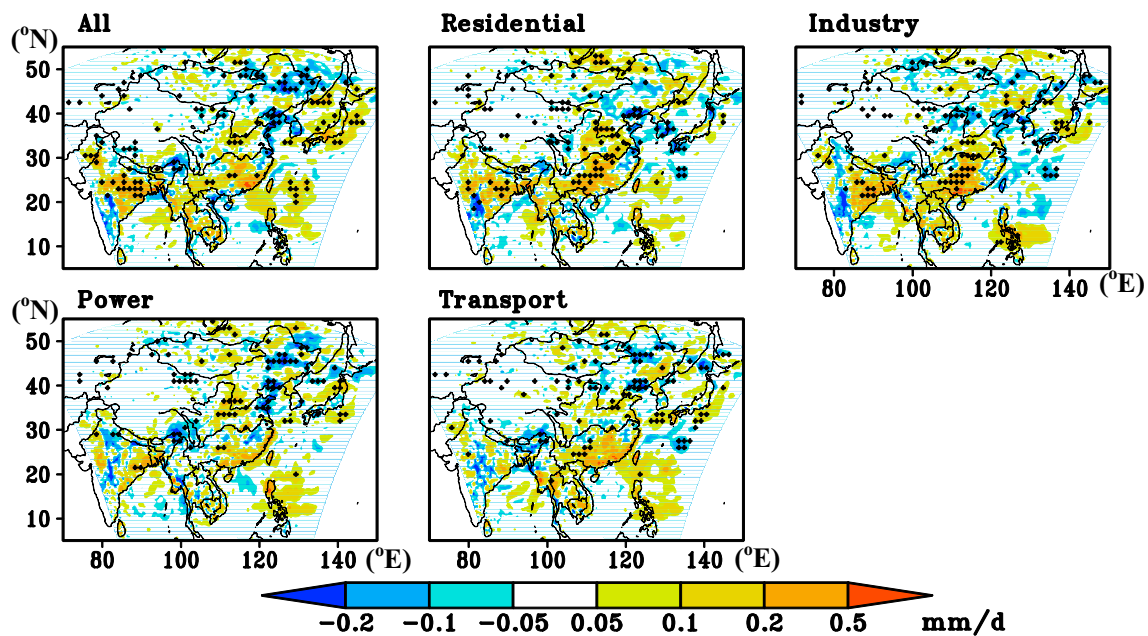 All Residential Industry
(°N)
50
40
30
20
10
80 100 120 140 (°E)
Power Transport
(°N)
50
40
30
20
10
80 100 120 (°E) 80 100 120 140 (°E)
-0.2 -0.1 -0.05 0.05 0.1 0.2 0.5 mm/d